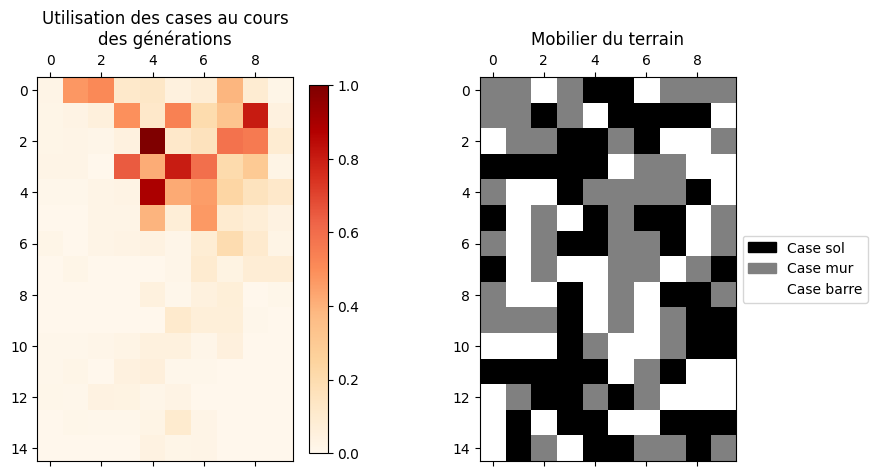 Utilisation des cases au cours
des générations
0 2 4 6 8
0
2
4
6
8
10
12
14
1.0
0.8
0.6
0.4
0.2
0.0
Mobilier du terrain
0 2 4 6 8
0
2
4
6
8
10
12
14
Case sol
Case mur
Case barre